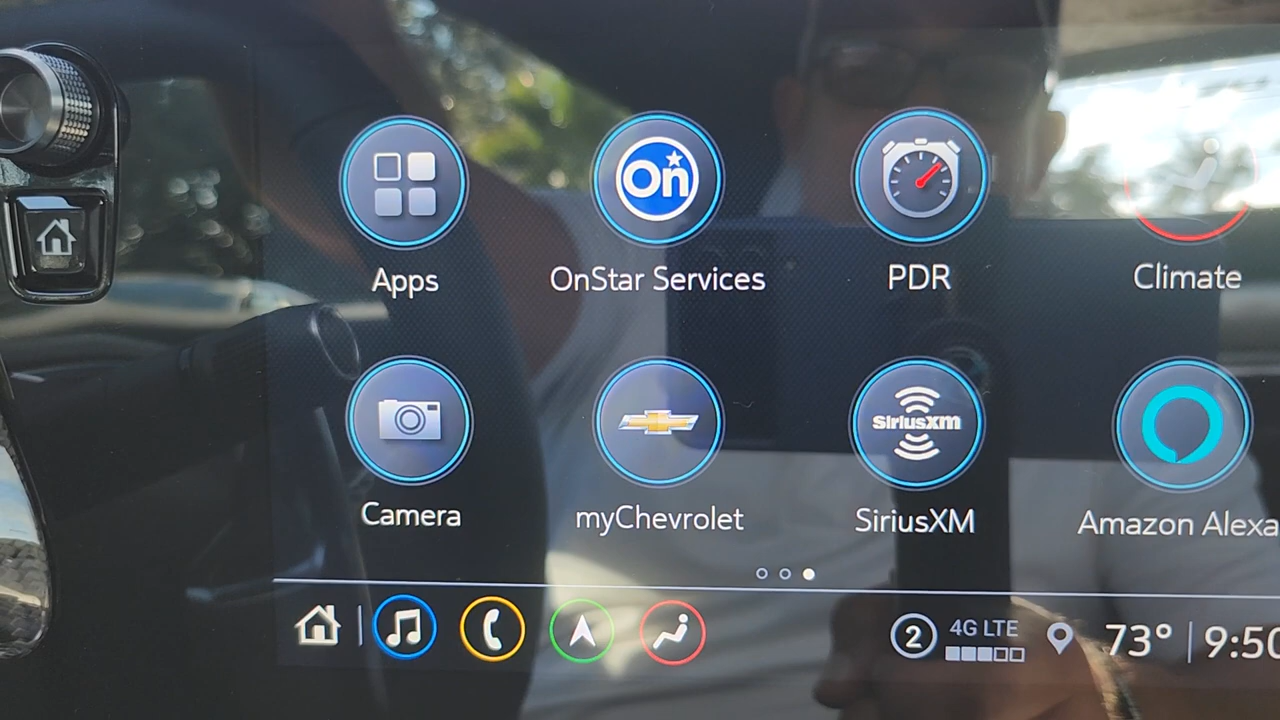 On
Apps
OnStar Services
PDR
Climate
SiriusXM
Camera
myChevrolet
SiriusXM
Amazon Alexa
2
4G LTE
73°
9:50